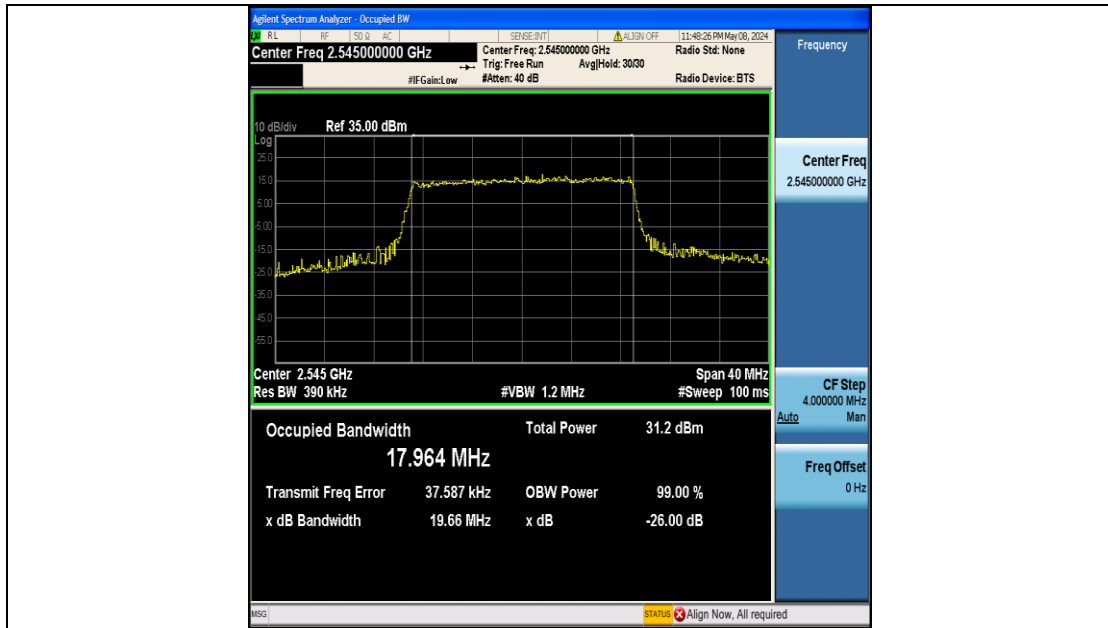 Agilent Spectrum Analyzer - Occupied BW
RL RF 50 Ω AC SENSE:INT ALIGN OFF 11:48:26 PM May 08, 2024
Center Freq 2.545000000 GHz
Center Freq: 2.545000000 GHz Radio Std: None
Trig: Free Run Avg|Hold: 30/30
#IFGain:Low #Atten: 40 dB Radio Device: BTS
10 dB/div Ref 35.00 dBm
Log
25.0
15.0
5.00
-5.00
-15.0
-25.0
-35.0
-45.0
-55.0
Center 2.545 GHz Span 40 MHz
Res BW 390 kHz #VBW 1.2 MHz #Sweep 100 ms
Occupied Bandwidth Total Power 31.2 dBm
17.964 MHz
Transmit Freq Error 37.587 kHz OBW Power 99.00 %
x dB Bandwidth 19.66 MHz x dB -26.00 dB
Frequency
Center Freq
2.545000000 GHz
CF Step
4.000000 MHz
Auto Man
Freq Offset
0 Hz
MSG STATUS Align Now, All required